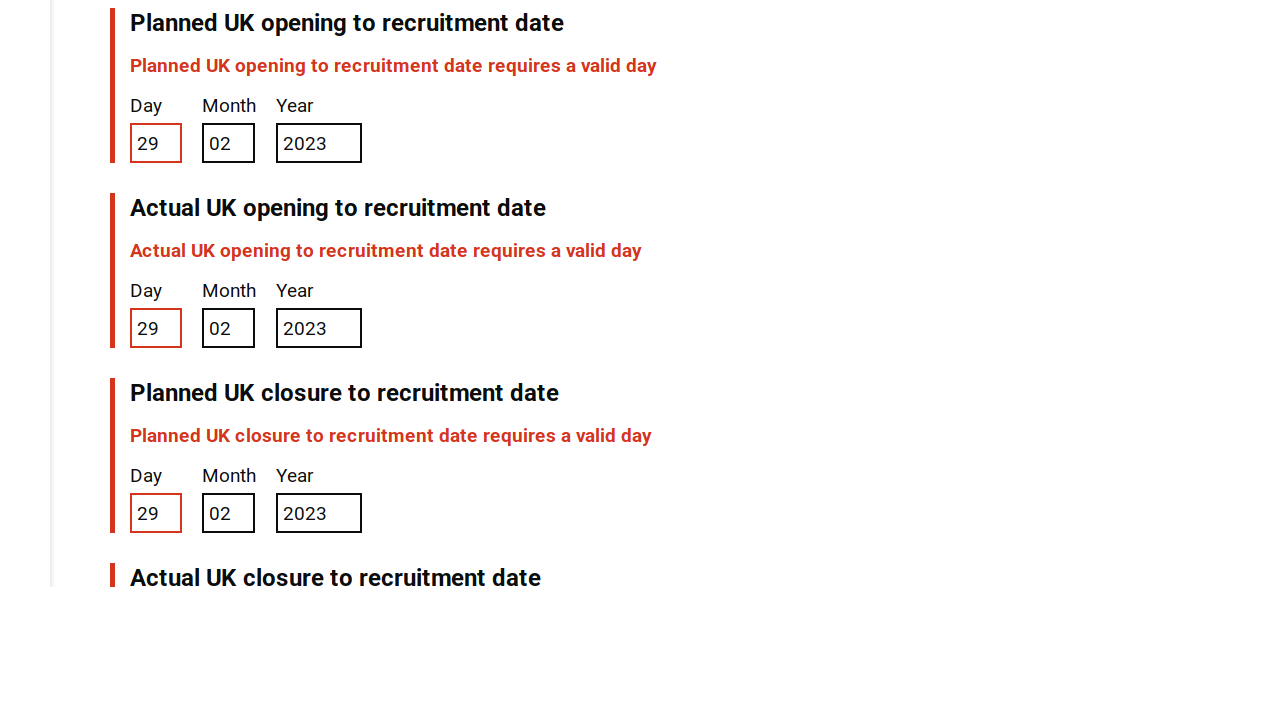 Planned UK opening to recruitment date
Planned UK opening to recruitment date requires a valid day
Day Month Year
29 02 2023
Actual UK opening to recruitment date
Actual UK opening to recruitment date requires a valid day
Day Month Year
29 02 2023
Planned UK closure to recruitment date
Planned UK closure to recruitment date requires a valid day
Day Month Year
29 02 2023
Actual UK closure to recruitment date